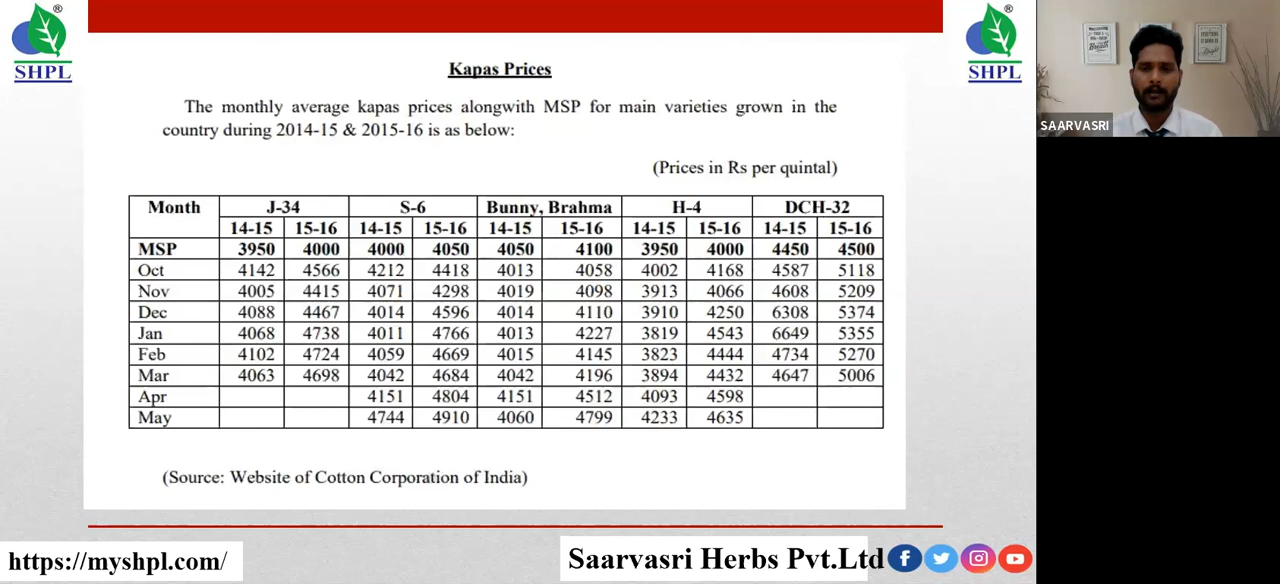 SHPL
Kapas Prices
SHPL
The monthly average kapas prices alongwith MSP for main varieties grown in the
country during 2014-15 & 2015-16 is as below:
(Prices in Rs per quintal)
Month J-34 S-6 Bunny, Brahma H-4 DCH-32
14-15 15-16 14-15 15-16 14-15 15-16 14-15 15-16 14-15 15-16
MSP 3950 4000 4000 4050 4050 4100 3950 4000 4450 4500
Oct 4142 4566 4212 4418 4013 4058 4002 4168 4587 5118
Nov 4005 4415 4071 4298 4019 4098 3913 4066 4608 5209
Dec 4088 4467 4014 4596 4014 4110 3910 4250 6308 5374
Jan 4068 4738 4011 4766 4013 4227 3819 4543 6649 5355
Feb 4102 4724 4059 4669 4015 4145 3823 4444 4734 5270
Mar 4063 4698 4042 4684 4042 4196 3894 4432 4647 5006
Apr 4151 4804 4151 4512 4093 4598
May 4744 4910 4060 4799 4233 4635
(Source: Website of Cotton Corporation of India)
https://myshpl.com/
Saarvasri Herbs Pvt.Ltd
SAARVASRI